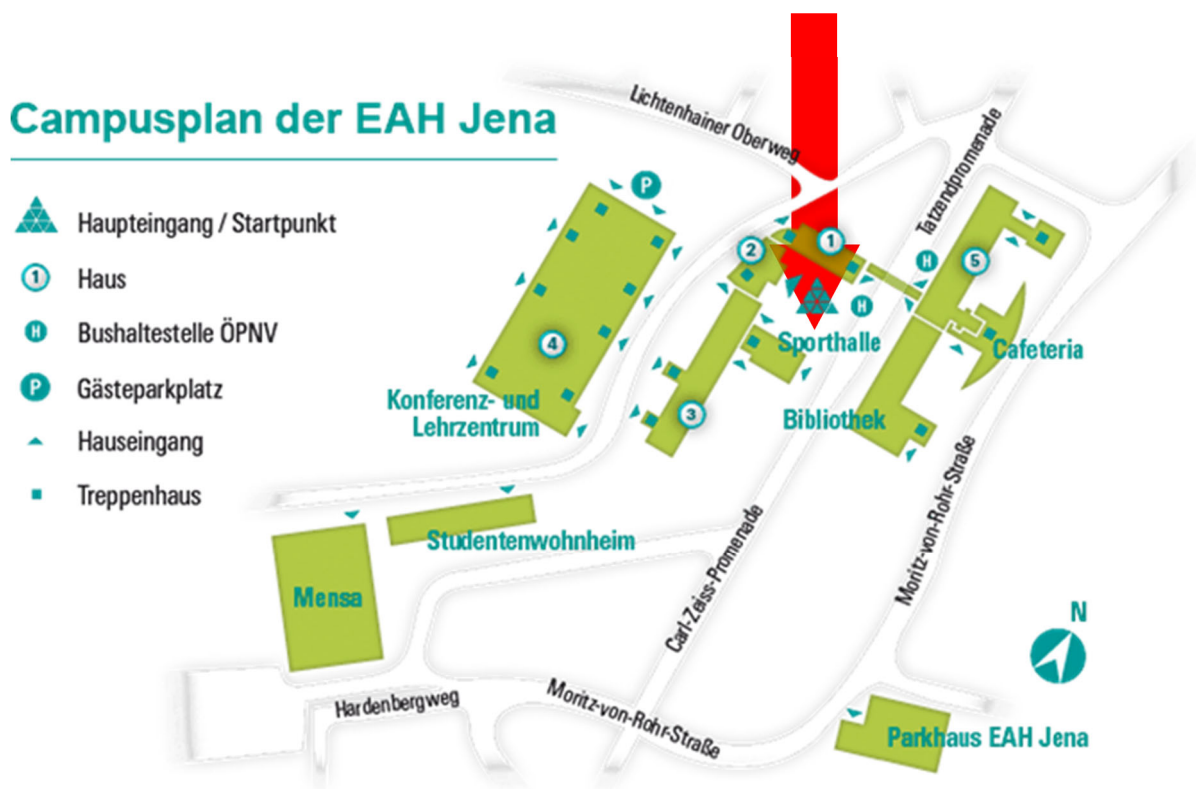 Campusplan der EAH Jena
Haupteingang / Startpunkt
1
Haus
H
Bushaltestelle ÖPNV
P
Gästeparkplatz
Hauseingang
Treppenhaus
Lichtenhainer Oberweg
Tatzendpromenade
P
1
2
H
5
H
4
Sporthalle
Cafeteria
Konferenz- und
Lehrzentrum
3
Bibliothek
Studentenwohnheim
Mensa
Carl-Zeiss-Promenade
Moritz-von-Rohr-Straße
N
Hardenbergweg
Moritz-von-Rohr-Straße
Parkhaus EAH Jena